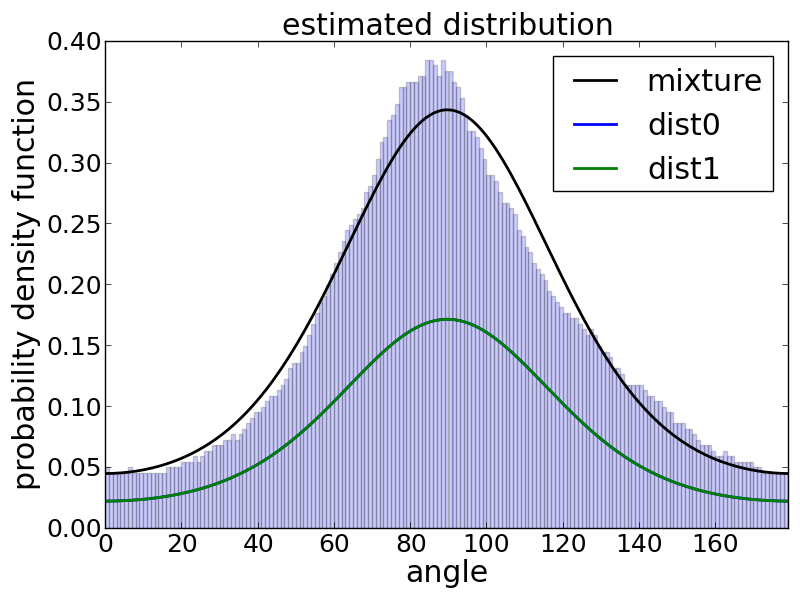 estimated distribution
probability density function
0.40
0.35
0.30
0.25
0.20
0.15
0.10
0.05
0.00
0 20 40 60 80 100 120 140 160
angle
mixture
dist0
dist1